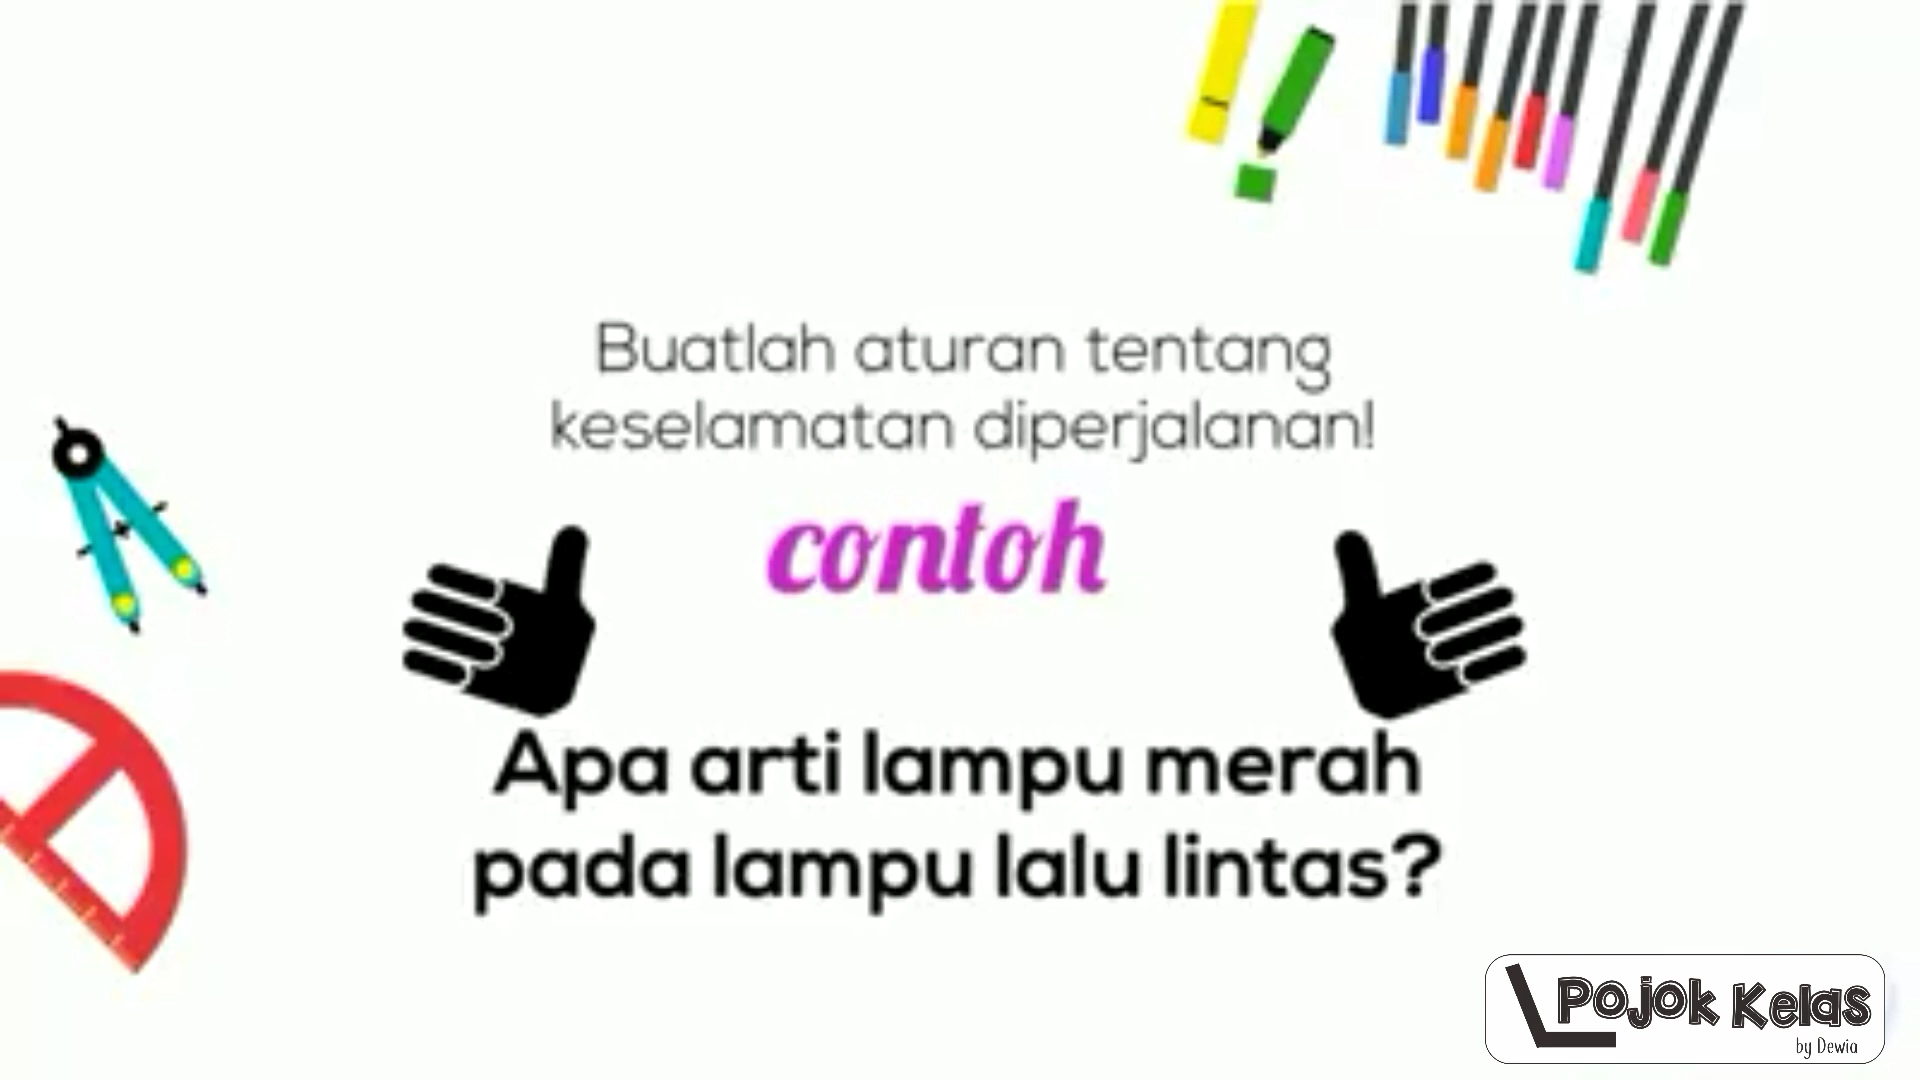 Buatlah aturan tentang
keselamatan diperjalanan!
contoh
Apa arti lampu merah
pada lampu lalu lintas?
Pojok Kelas
by Dewia